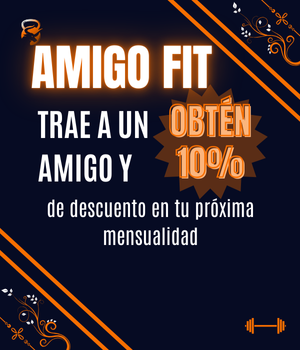 AMIGO FIT
TRAE A UN
AMIGO Y
OBTÉN
10%
de descuento en tu próxima
mensualidad